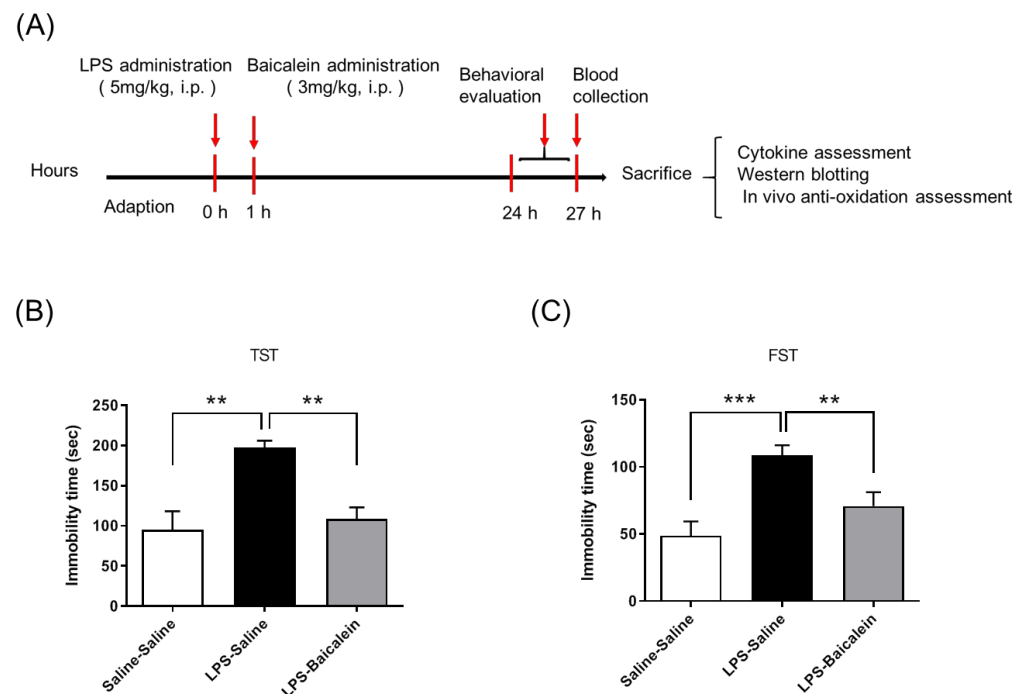 (A)
LPS administration
( 5mg/kg, i.p. )
Baicalein administration
( 3mg/kg, i.p. )
Behavioral
evaluation
Blood
collection
Hours
Adaption
0 h
1 h
24 h
27 h
Sacrifice
Cytokine assessment
Western blotting
In vivo anti-oxidation assessment
(B)
TST
Immobility time (sec)
250
200
150
100
50
0
**
**
Saline-Saline
LPS-Saline
LPS-Baicalein
(C)
FST
Immobility time (sec)
150
100
50
0
***
**
Saline-Saline
LPS-Saline
LPS-Baicalein